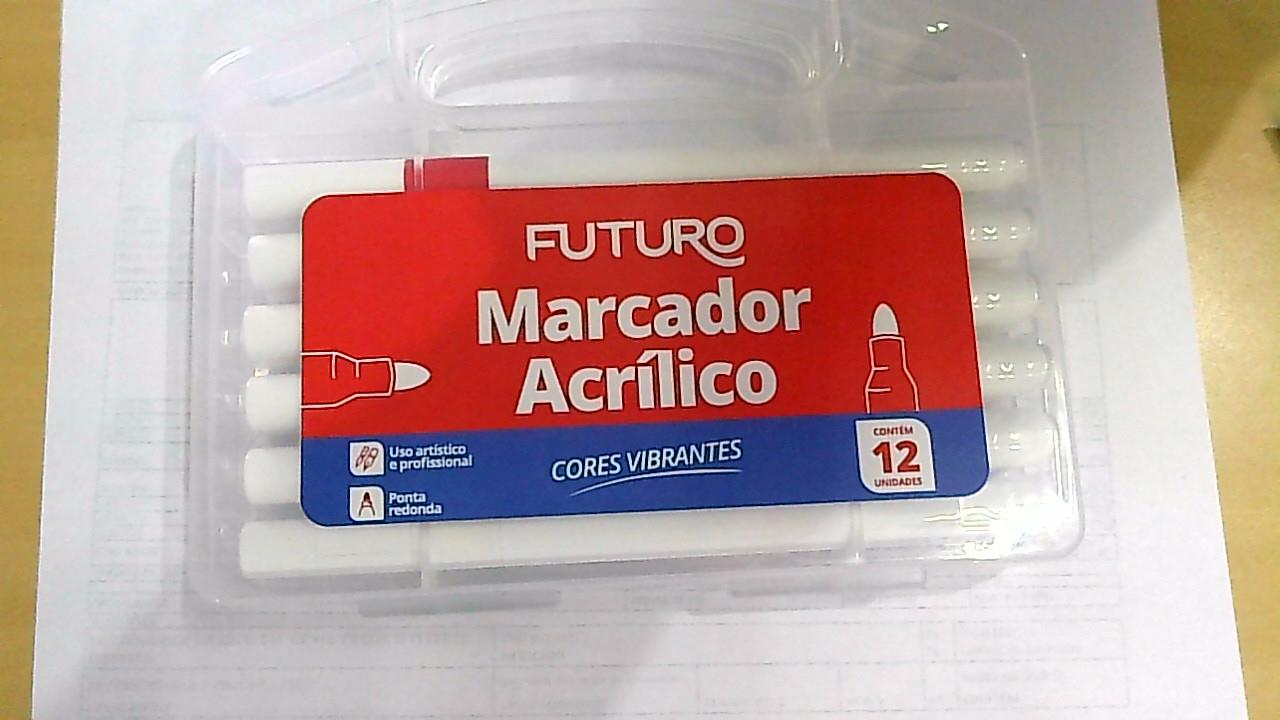 FUTURO
Marcador
Acrílico
Uso artístico
e profissional
Ponta
redonda
CORES VIBRANTES
CONTÉM
12
UNIDADES